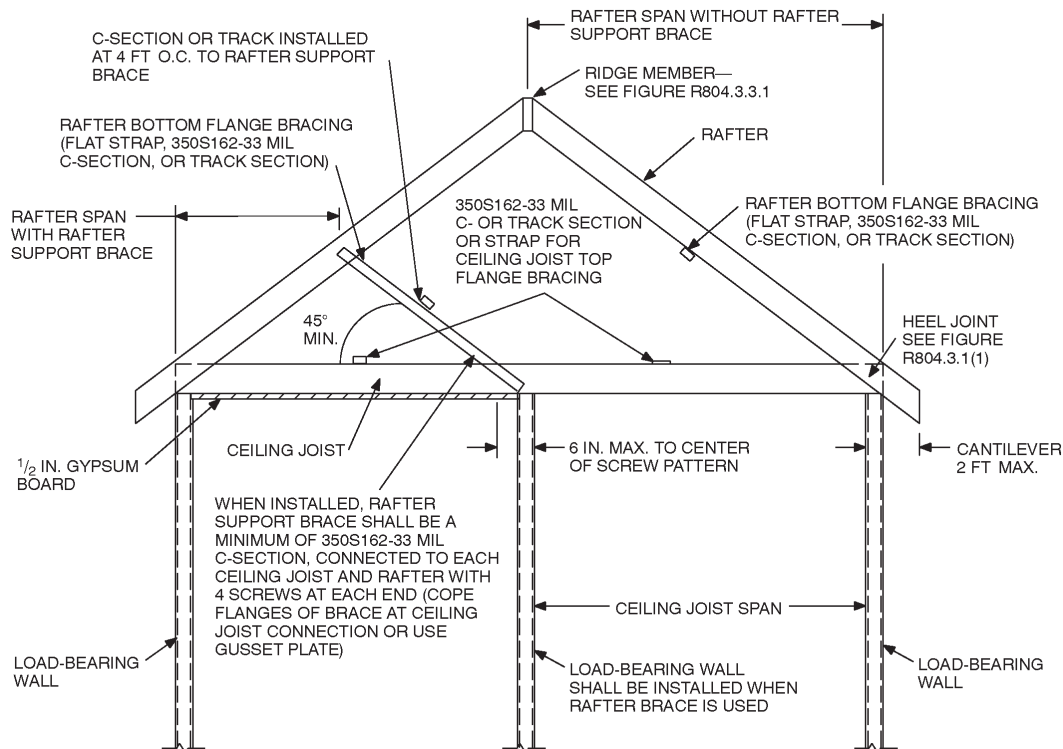 RAFTER SPAN WITHOUT RAFTER
SUPPORT BRACE
C-SECTION OR TRACK INSTALLED
AT 4 FT O.C. TO RAFTER SUPPORT
BRACE
RIDGE MEMBER—
SEE FIGURE R804.3.3.1
RAFTER BOTTOM FLANGE BRACING
(FLAT STRAP, 350S162-33 MIL
C-SECTION, OR TRACK SECTION)
RAFTER
350S162-33 MIL
C- OR TRACK SECTION
OR STRAP FOR
CEILING JOIST TOP
FLANGE BRACING
RAFTER BOTTOM FLANGE BRACING
(FLAT STRAP, 350S162-33 MIL
C-SECTION, OR TRACK SECTION)
RAFTER SPAN
WITH RAFTER
SUPPORT BRACE
45°
MIN.
HEEL JOINT
SEE FIGURE
R804.3.1(1)
CEILING JOIST
6 IN. MAX. TO CENTER
OF SCREW PATTERN
CANTILEVER
2 FT MAX.
1/2 IN. GYPSUM
BOARD
WHEN INSTALLED, RAFTER
SUPPORT BRACE SHALL BE A
MINIMUM OF 350S162-33 MIL
C-SECTION, CONNECTED TO EACH
CEILING JOIST AND RAFTER WITH
4 SCREWS AT EACH END (COPE
FLANGES OF BRACE AT CEILING
JOIST CONNECTION OR USE
GUSSET PLATE)
CEILING JOIST SPAN
LOAD-BEARING
WALL
LOAD-BEARING WALL
SHALL BE INSTALLED WHEN
RAFTER BRACE IS USED
LOAD-BEARING
WALL